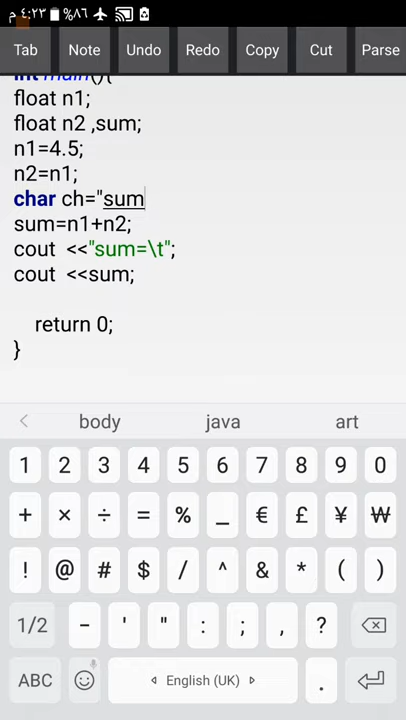 م ٤:٢٣ %٨٦
Tab Note Undo Redo Copy Cut Parse
int main(){
float n1;
float n2 ,sum;
n1=4.5;
n2=n1;
char ch="sum
sum=n1+n2;
cout <<"sum=\t";
cout <<sum;
return 0;
}
body java art
1 2 3 4 5 6 7 8 9 0
+ × ÷ = % _ € £ ¥ ₩
! @ # $ / ^ & * ( )
1/2 - ' " : ; , ?
ABC English (UK) .